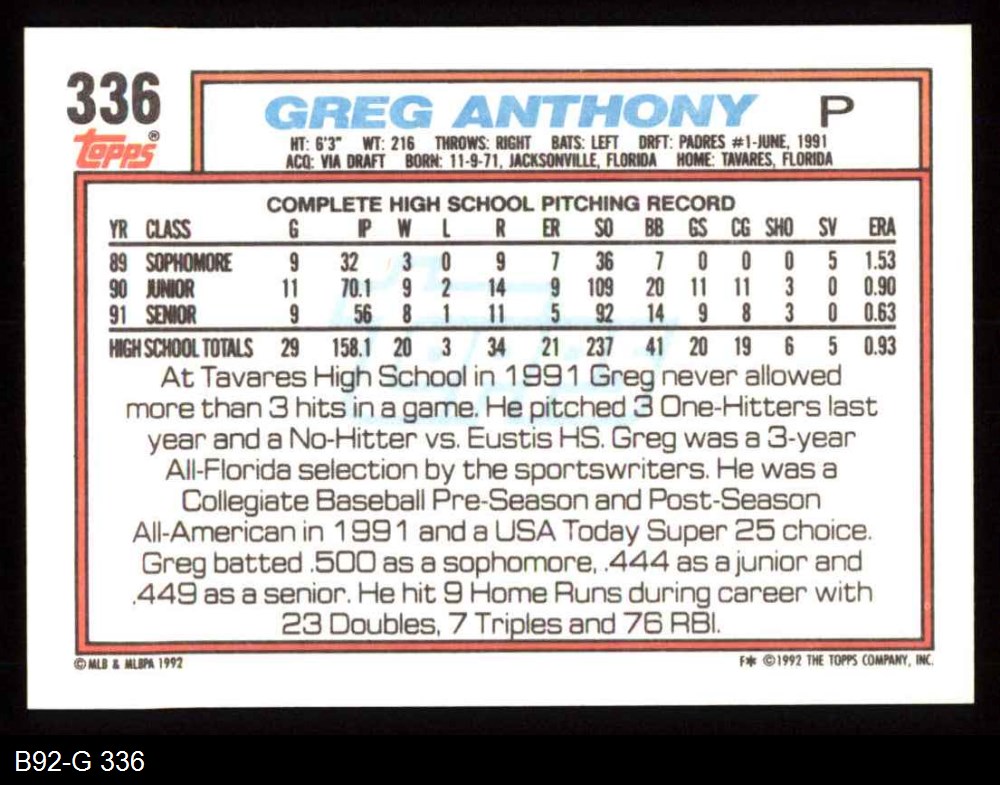 336
Topps®
GREG ANTHONY P
HT: 6'3" WT: 216 THROWS: RIGHT BATS: LEFT DRFT: PADRES #1-JUNE, 1991
ACQ: VIA DRAFT BORN: 11-9-71, JACKSONVILLE, FLORIDA HOME: TAVARES, FLORIDA
COMPLETE HIGH SCHOOL PITCHING RECORD
YR CLASS G IP W L R ER SO BB GS CG SHO SV ERA
89 SOPHOMORE 9 32 3 0 9 7 36 7 0 0 0 5 1.53
90 JUNIOR 11 70.1 9 2 14 9 109 20 11 11 3 0 0.90
91 SENIOR 9 56 8 1 11 5 92 14 9 8 3 0 0.63
HIGH SCHOOL TOTALS 29 158.1 20 3 34 21 237 41 20 19 6 5 0.93
At Tavares High School in 1991 Greg never allowed
more than 3 hits in a game. He pitched 3 One-Hitters last
year and a No-Hitter vs. Eustis HS. Greg was a 3-year
All-Florida selection by the sportswriters. He was a
Collegiate Baseball Pre-Season and Post-Season
All-American in 1991 and a USA Today Super 25 choice.
Greg batted .500 as a sophomore, .444 as a junior and
.449 as a senior. He hit 9 Home Runs during career with
23 Doubles, 7 Triples and 76 RBI.
© MLB & MLBPA 1992 F* © 1992 THE TOPPS COMPANY, INC.
B92-G 336